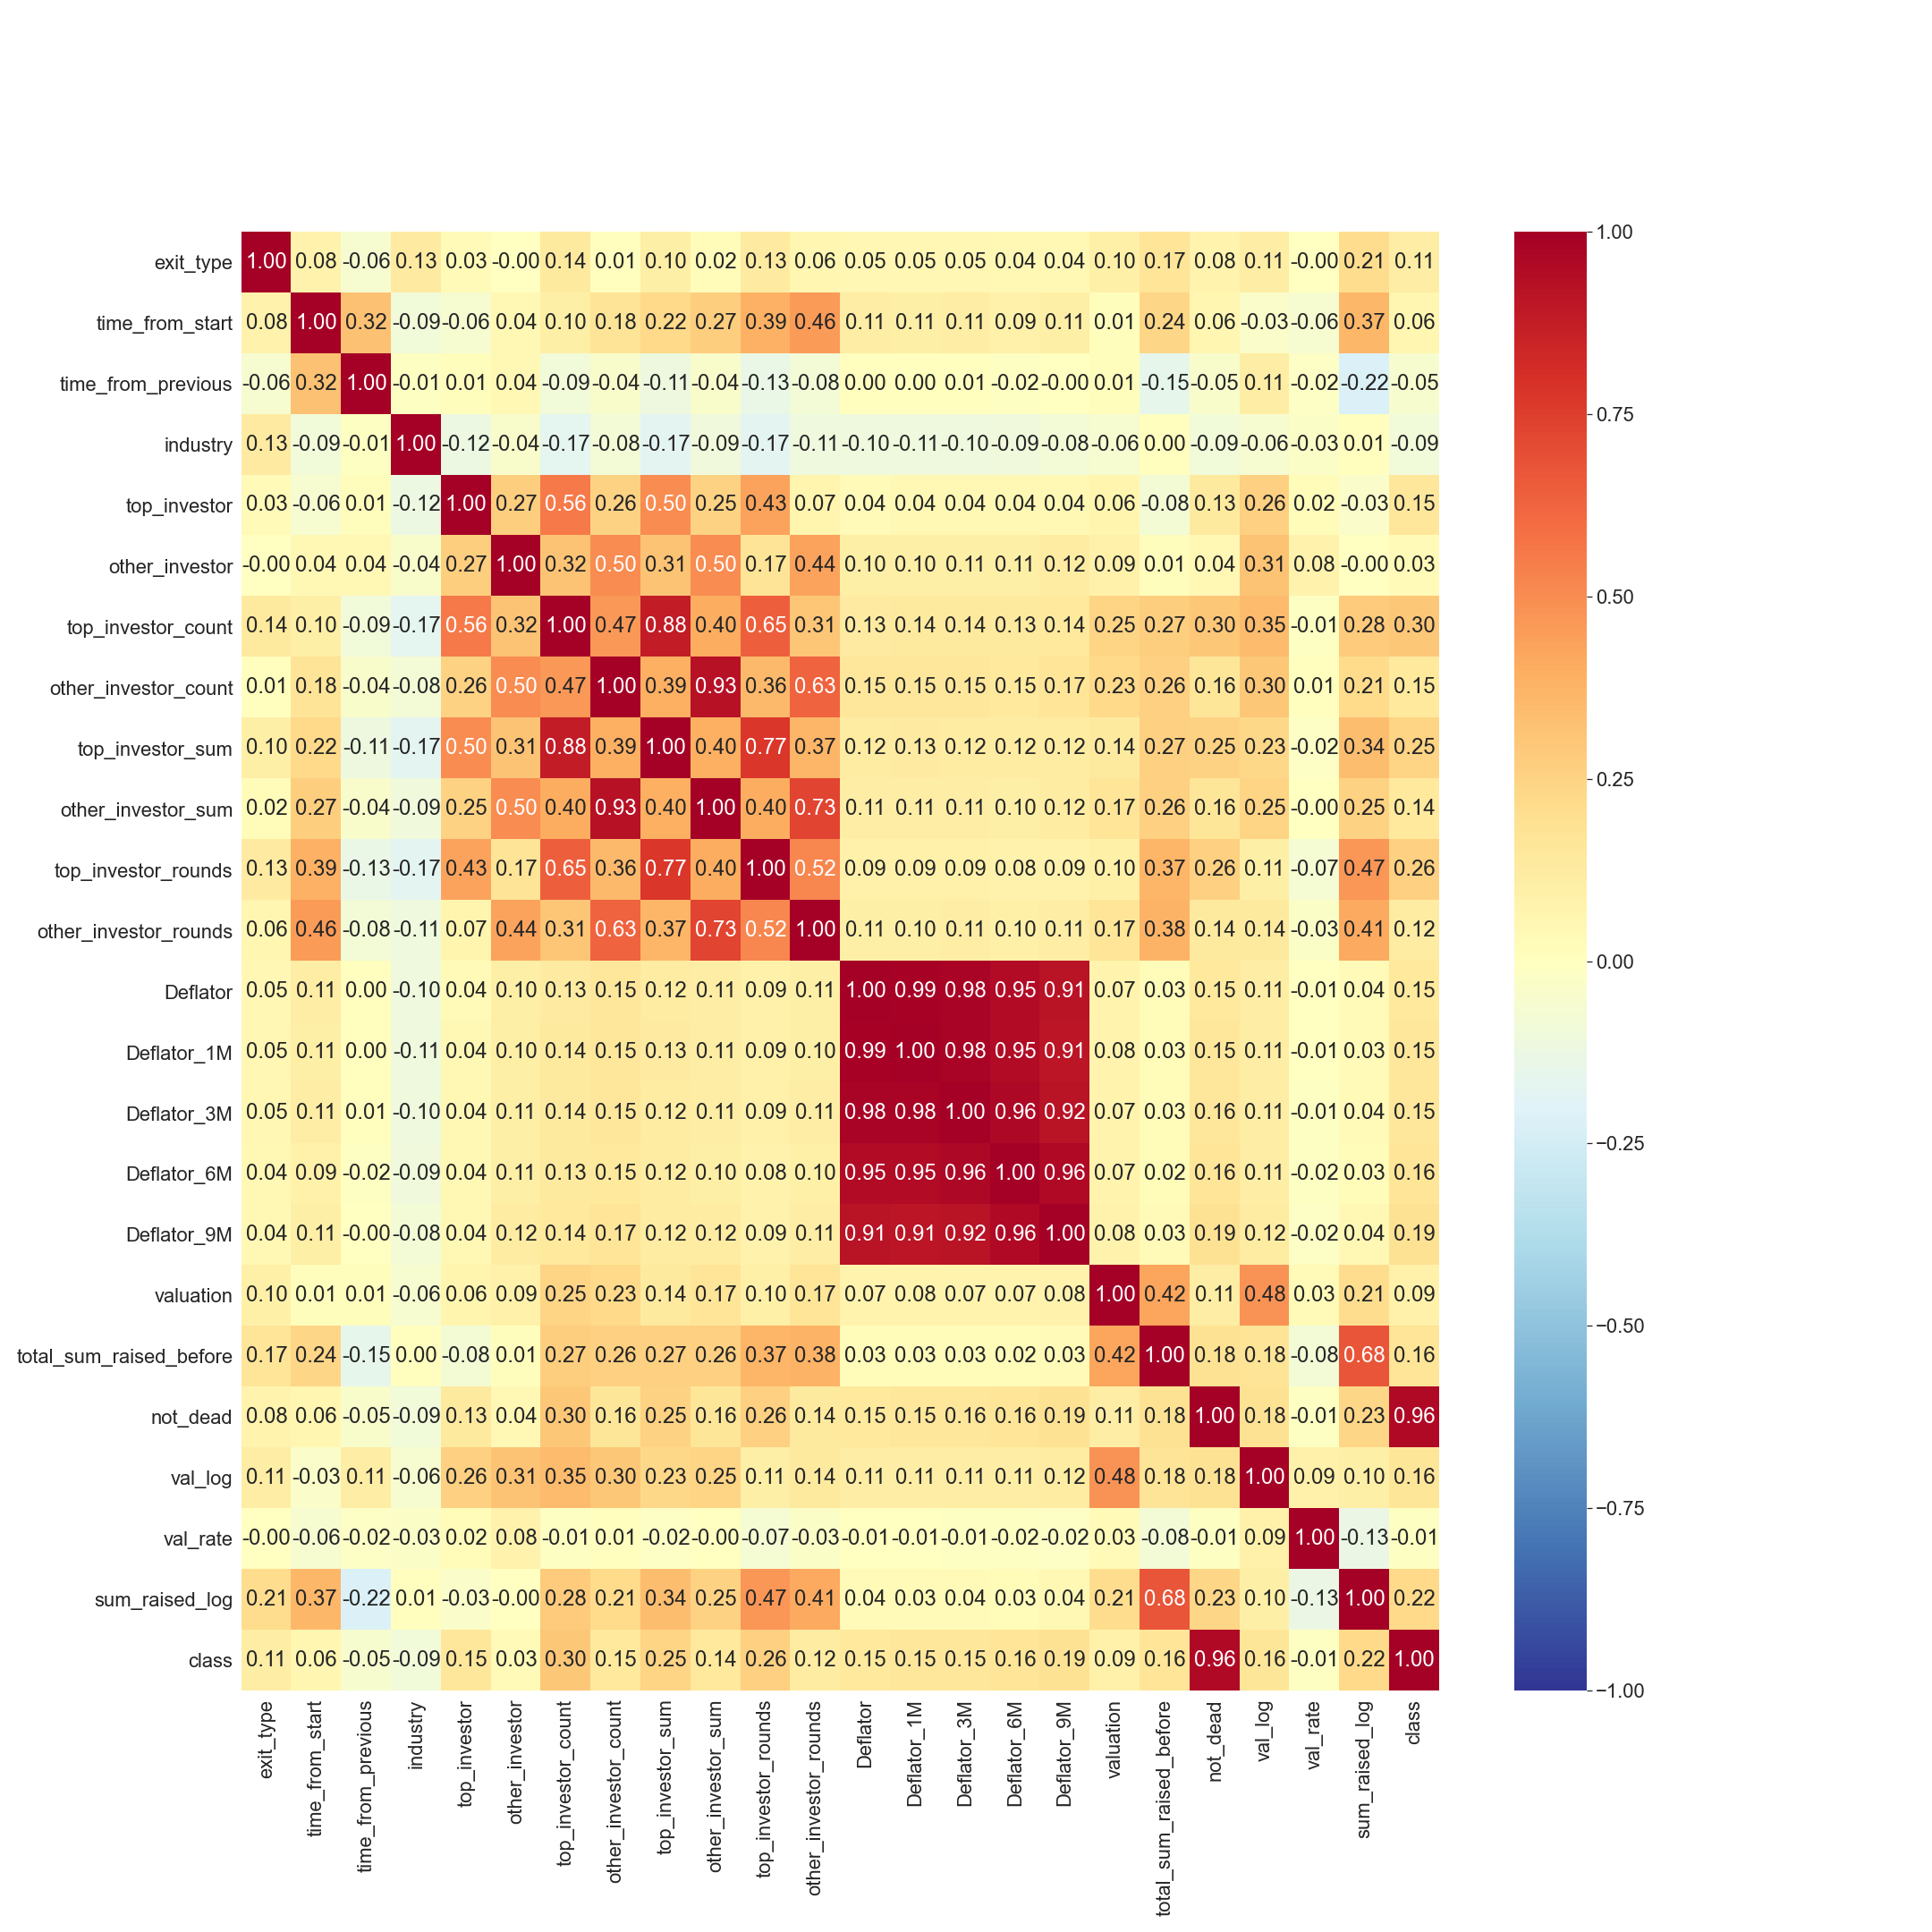 exit_type 1.00 0.08 -0.06 0.13 0.03 -0.00 0.14 0.01 0.10 0.02 0.13 0.06 0.05 0.05 0.05 0.04 0.04 0.10 0.17 0.08 0.11 -0.00 0.21 0.11 1.00
time_from_start 0.08 1.00 0.32 -0.09 -0.06 0.04 0.10 0.18 0.22 0.27 0.39 0.46 0.11 0.11 0.11 0.09 0.11 0.01 0.24 0.06 -0.03 -0.06 0.37 0.06
time_from_previous -0.06 0.32 1.00 -0.01 0.01 0.04 -0.09 -0.04 -0.11 -0.04 -0.13 -0.08 0.00 0.00 0.01 -0.02 -0.00 0.01 -0.15 -0.05 0.11 -0.02 -0.22 -0.05
0.75
industry 0.13 -0.09 -0.01 1.00 -0.12 -0.04 -0.17 -0.08 -0.17 -0.09 -0.17 -0.11 -0.10 -0.11 -0.10 -0.09 -0.08 -0.06 0.00 -0.09 -0.06 -0.03 0.01 -0.09
top_investor 0.03 -0.06 0.01 -0.12 1.00 0.27 0.56 0.26 0.50 0.25 0.43 0.07 0.04 0.04 0.04 0.04 0.04 0.06 -0.08 0.13 0.26 0.02 -0.03 0.15
other_investor -0.00 0.04 0.04 -0.04 0.27 1.00 0.32 0.50 0.31 0.50 0.17 0.44 0.10 0.10 0.11 0.11 0.12 0.09 0.01 0.04 0.31 0.08 -0.00 0.03
0.50
top_investor_count 0.14 0.10 -0.09 -0.17 0.56 0.32 1.00 0.47 0.88 0.40 0.65 0.31 0.13 0.14 0.14 0.13 0.14 0.25 0.27 0.30 0.35 -0.01 0.28 0.30
other_investor_count 0.01 0.18 -0.04 -0.08 0.26 0.50 0.47 1.00 0.39 0.93 0.36 0.63 0.15 0.15 0.15 0.15 0.17 0.23 0.26 0.16 0.30 0.01 0.21 0.15
top_investor_sum 0.10 0.22 -0.11 -0.17 0.50 0.31 0.88 0.39 1.00 0.40 0.77 0.37 0.12 0.13 0.12 0.12 0.12 0.14 0.27 0.25 0.23 -0.02 0.34 0.25
0.25
other_investor_sum 0.02 0.27 -0.04 -0.09 0.25 0.50 0.40 0.93 0.40 1.00 0.40 0.73 0.11 0.11 0.11 0.10 0.12 0.17 0.26 0.16 0.25 -0.00 0.25 0.14
top_investor_rounds 0.13 0.39 -0.13 -0.17 0.43 0.17 0.65 0.36 0.77 0.40 1.00 0.52 0.09 0.09 0.09 0.08 0.09 0.10 0.37 0.26 0.11 -0.07 0.47 0.26
other_investor_rounds 0.06 0.46 -0.08 -0.11 0.07 0.44 0.31 0.63 0.37 0.73 0.52 1.00 0.11 0.10 0.11 0.10 0.11 0.17 0.38 0.14 0.14 -0.03 0.41 0.12
0.00
Deflator 0.05 0.11 0.00 -0.10 0.04 0.10 0.13 0.15 0.12 0.11 0.09 0.11 1.00 0.99 0.98 0.95 0.91 0.07 0.03 0.15 0.11 -0.01 0.04 0.15
Deflator_1M 0.05 0.11 0.00 -0.11 0.04 0.10 0.14 0.15 0.13 0.11 0.09 0.10 0.99 1.00 0.98 0.95 0.91 0.08 0.03 0.15 0.11 -0.01 0.03 0.15
Deflator_3M 0.05 0.11 0.01 -0.10 0.04 0.11 0.14 0.15 0.12 0.11 0.09 0.11 0.98 0.98 1.00 0.96 0.92 0.07 0.03 0.16 0.11 -0.01 0.04 0.15
−0.25
Deflator_6M 0.04 0.09 -0.02 -0.09 0.04 0.11 0.13 0.15 0.12 0.10 0.08 0.10 0.95 0.95 0.96 1.00 0.96 0.07 0.02 0.16 0.11 -0.02 0.03 0.16
Deflator_9M 0.04 0.11 -0.00 -0.08 0.04 0.12 0.14 0.17 0.12 0.12 0.09 0.11 0.91 0.91 0.92 0.96 1.00 0.08 0.03 0.19 0.12 -0.02 0.04 0.19
valuation 0.10 0.01 0.01 -0.06 0.06 0.09 0.25 0.23 0.14 0.17 0.10 0.17 0.07 0.08 0.07 0.07 0.08 1.00 0.42 0.11 0.48 0.03 0.21 0.09
−0.50
total_sum_raised_before 0.17 0.24 -0.15 0.00 -0.08 0.01 0.27 0.26 0.27 0.26 0.37 0.38 0.03 0.03 0.03 0.02 0.03 0.42 1.00 0.18 0.18 -0.08 0.68 0.16
not_dead 0.08 0.06 -0.05 -0.09 0.13 0.04 0.30 0.16 0.25 0.16 0.26 0.14 0.15 0.15 0.16 0.16 0.19 0.11 0.18 1.00 0.18 -0.01 0.23 0.96
val_log 0.11 -0.03 0.11 -0.06 0.26 0.31 0.35 0.30 0.23 0.25 0.11 0.14 0.11 0.11 0.11 0.11 0.12 0.48 0.18 0.18 1.00 0.09 0.10 0.16
−0.75
val_rate -0.00 -0.06 -0.02 -0.03 0.02 0.08 -0.01 0.01 -0.02 -0.00 -0.07 -0.03 -0.01 -0.01 -0.01 -0.02 -0.02 0.03 -0.08 -0.01 0.09 1.00 -0.13 -0.01
sum_raised_log 0.21 0.37 -0.22 0.01 -0.03 -0.00 0.28 0.21 0.34 0.25 0.47 0.41 0.04 0.03 0.04 0.03 0.04 0.21 0.68 0.23 0.10 -0.13 1.00 0.22
class 0.11 0.06 -0.05 -0.09 0.15 0.03 0.30 0.15 0.25 0.14 0.26 0.12 0.15 0.15 0.15 0.16 0.19 0.09 0.16 0.96 0.16 -0.01 0.22 1.00
−1.00
exit_type
time_from_start
time_from_previous
industry
top_investor
other_investor
top_investor_count
other_investor_count
top_investor_sum
other_investor_sum
top_investor_rounds
other_investor_rounds
Deflator
Deflator_1M
Deflator_3M
Deflator_6M
Deflator_9M
valuation
total_sum_raised_before
not_dead
val_log
val_rate
sum_raised_log
class